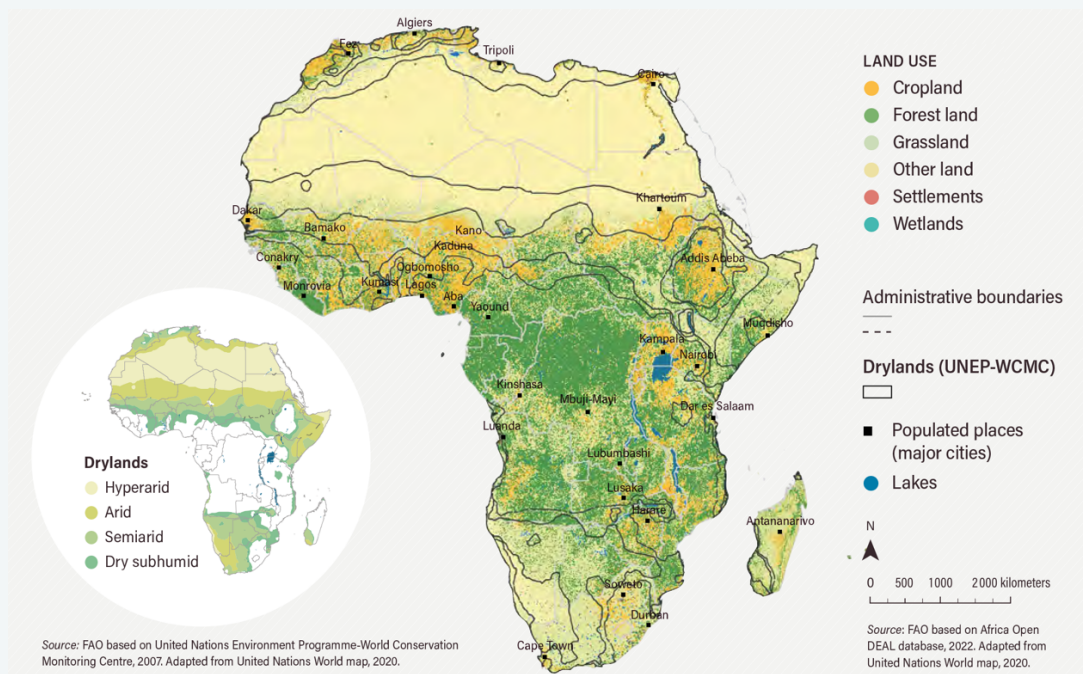 Algiers
Fez
Tripoli
Cairo
Dakar
Bamako
Kano
Kaduna
Khartoum
Conakry
Ogbomosho
Addis Abeba
Monrovia
Kumasi
Lagos
Aba
Yaound
Muqdisho
Kampala
Nairobi
Kinshasa
Mbuji-Mayi
Dar es Salaam
Luanda
Lubumbashi
Lusaka
Harare
Antananarivo
Soweto
Durban
Cape Town
Drylands
Hyperarid
Arid
Semiarid
Dry subhumid
Source: FAO based on United Nations Environment Programme-World Conservation
Monitoring Centre, 2007. Adapted from United Nations World map, 2020.
LAND USE
Cropland
Forest land
Grassland
Other land
Settlements
Wetlands
Administrative boundaries
Drylands (UNEP-WCMC)
Populated places
(major cities)
Lakes
N
0 500 1000 2000 kilometers
Source: FAO based on Africa Open
DEAL database, 2022. Adapted from
United Nations World map, 2020.